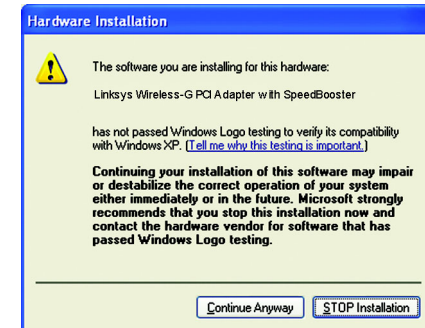 Hardware Installation
The software you are installing for this hardware:
Linksys Wireless-G PCI Adapter with SpeedBooster
has not passed Windows Logo testing to verify its compatibility
with Windows XP. (Tell me why this testing is important.)
Continuing your installation of this software may impair
or destabilize the correct operation of your system
either immediately or in the future. Microsoft strongly
recommends that you stop this installation now and
contact the hardware vendor for software that has
passed Windows Logo testing.
Continue Anyway
STOP Installation